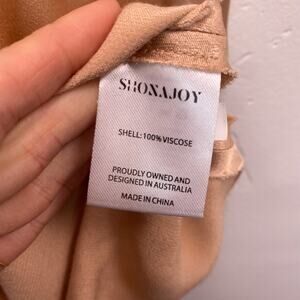 SHONAJOY
SHELL: 100% VISCOSE
PROUDLY OWNED AND
DESIGNED IN AUSTRALIA
MADE IN CHINA